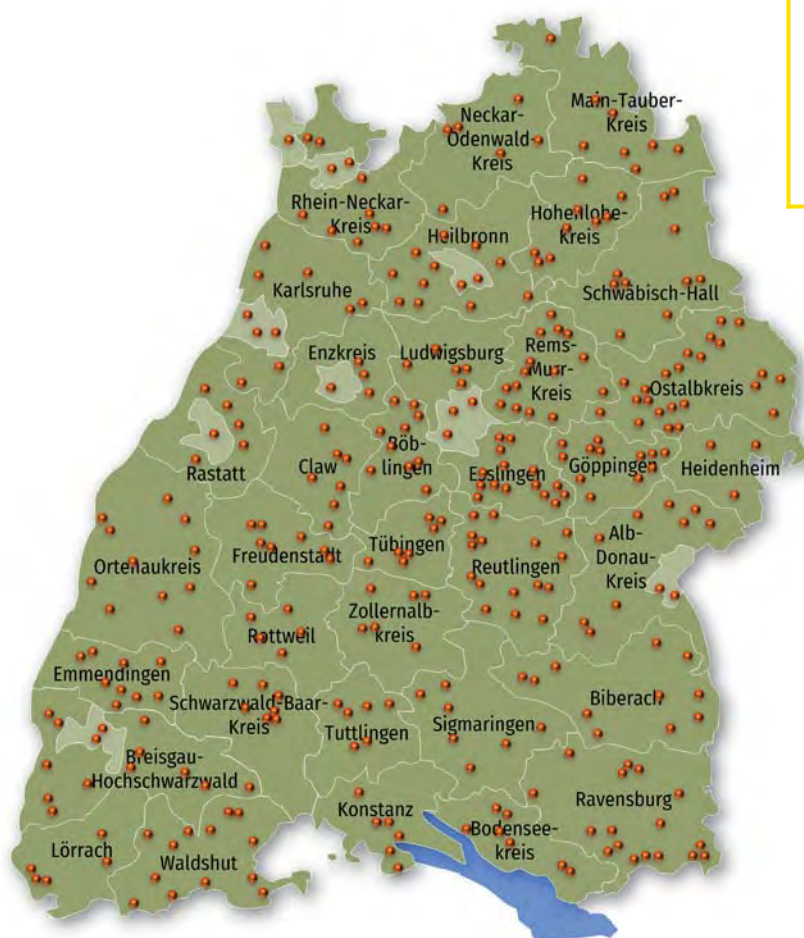 Main-Tauber-
Kreis
Neckar-
Odenwald-
Kreis
Rhein-Neckar-
Kreis
Hohenlohe-
Kreis
Heilbronn
Karlsruhe
Schwäbisch-Hall
Enzkreis
Ludwigsburg
Rems-
Murr-
Kreis
Ostalbkreis
Rastatt
Claw
Böb-
lingen
Esslingen
Göppingen
Heidenheim
Ortenaukreis
Freudenstadt
Tübingen
Reutlingen
Alb-
Donau-
Kreis
Zollernalb-
kreis
Rottweil
Emmendingen
Schwarzwald-Baar-
Kreis
Tuttlingen
Sigmaringen
Biberach
Breisgau-
Hochschwarzwald
Konstanz
Ravensburg
Bodensee-
kreis
Lörrach
Waldshut